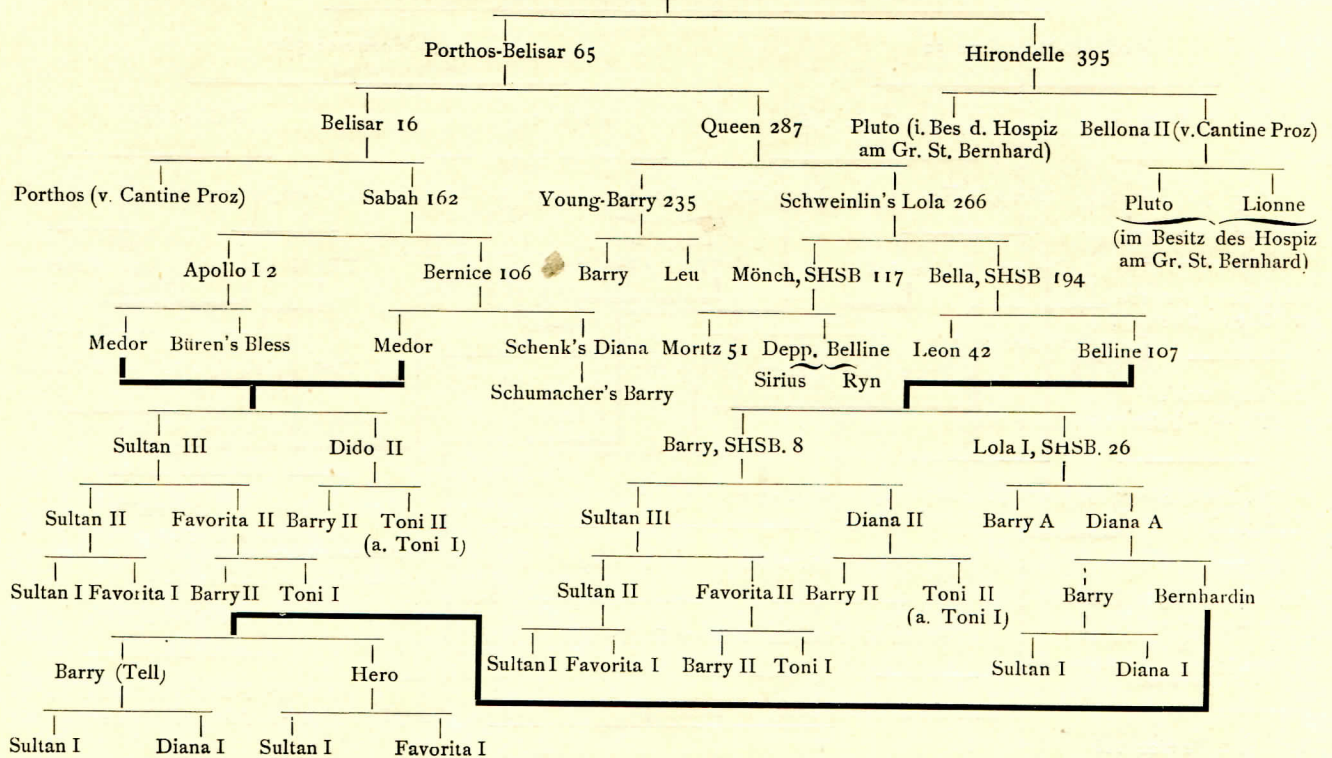 Porthos-Belisar 65 Hirondelle 395
Belisar 16 Queen 287 Pluto (i. Bes d. Hospiz Bellona II (v. Cantine Proz)
am Gr. St. Bernhard)
Porthos (v. Cantine Proz) Sabah 162 Young-Barry 235 Schweinlin's Lola 266 Pluto Lionne
(im Besitz des Hospiz
am Gr. St. Bernhard)
Apollo I 2 Bernice 106 Barry Leu Mönch, SHSB 117 Bella, SHSB 194
Medor Büren's Bless Medor Schenk's Diana Moritz 51 Depp. Belline Leon 42 Belline 107
Sirius Ryn
Schumacher's Barry
Sultan III Dido II Barry, SHSB. 8 Lola I, SHSB. 26
Sultan II Favorita II Barry II Toni II Sultan III Diana II Barry A Diana A
(a. Toni I)
Sultan I Favorita I Barry II Toni I Sultan II Favorita II Barry II Toni II Barry Bernhardin
(a. Toni I)
Barry (Tell) Hero Sultan I Favorita I Barry II Toni I Sultan I Diana I
Sultan I Diana I Sultan I Favorita I